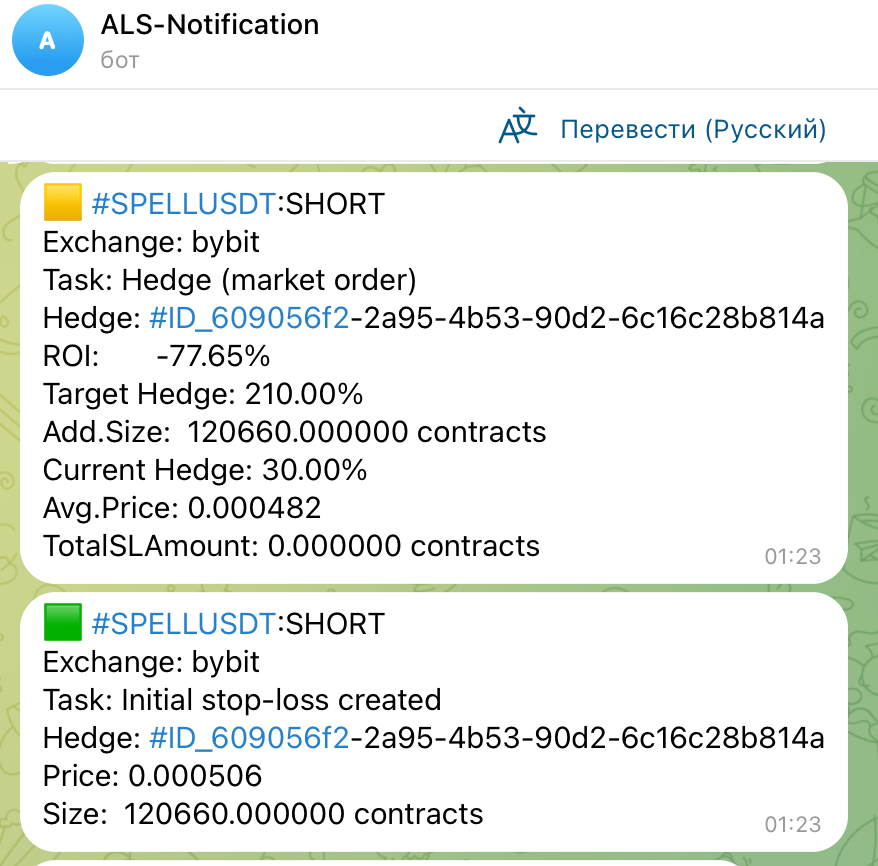 A
ALS-Notification
бот
Перевести (Русский)
#SPELLUSDT:SHORT
Exchange: bybit
Task: Hedge (market order)
Hedge: #ID_609056f2-2a95-4b53-90d2-6c16c28b814a
ROI: -77.65%
Target Hedge: 210.00%
Add.Size: 120660.000000 contracts
Current Hedge: 30.00%
Avg.Price: 0.000482
TotalSLAmount: 0.000000 contracts
01:23
#SPELLUSDT:SHORT
Exchange: bybit
Task: Initial stop-loss created
Hedge: #ID_609056f2-2a95-4b53-90d2-6c16c28b814a
Price: 0.000506
Size: 120660.000000 contracts
01:23